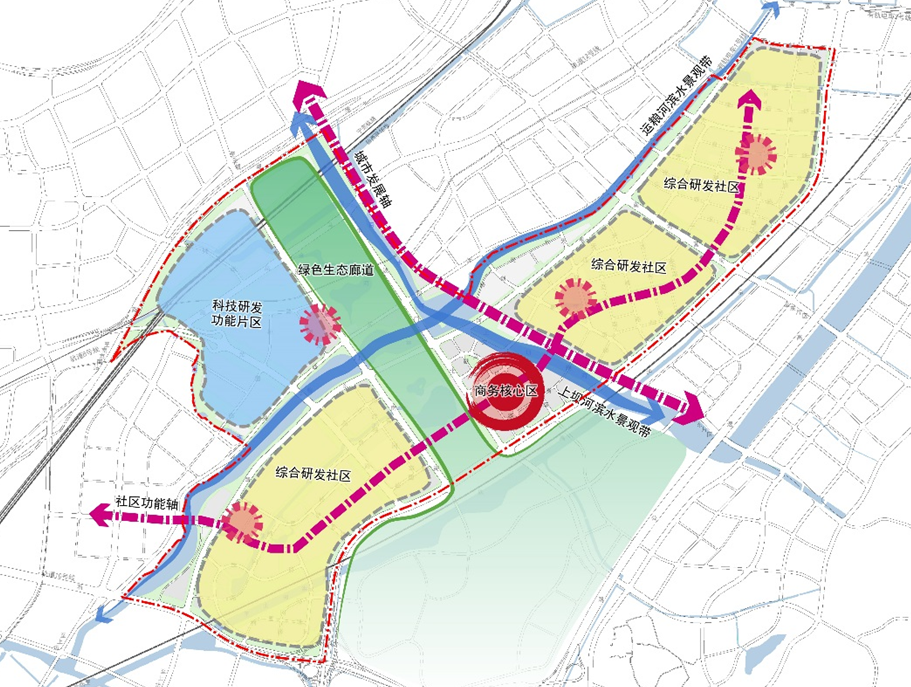 运粮河滨水景观带
城市发展轴
综合研发社区
绿色生态廊道
综合研发社区
科技研发
功能片区
商务核心区
上坝河滨水景观带
综合研发社区
社区功能轴